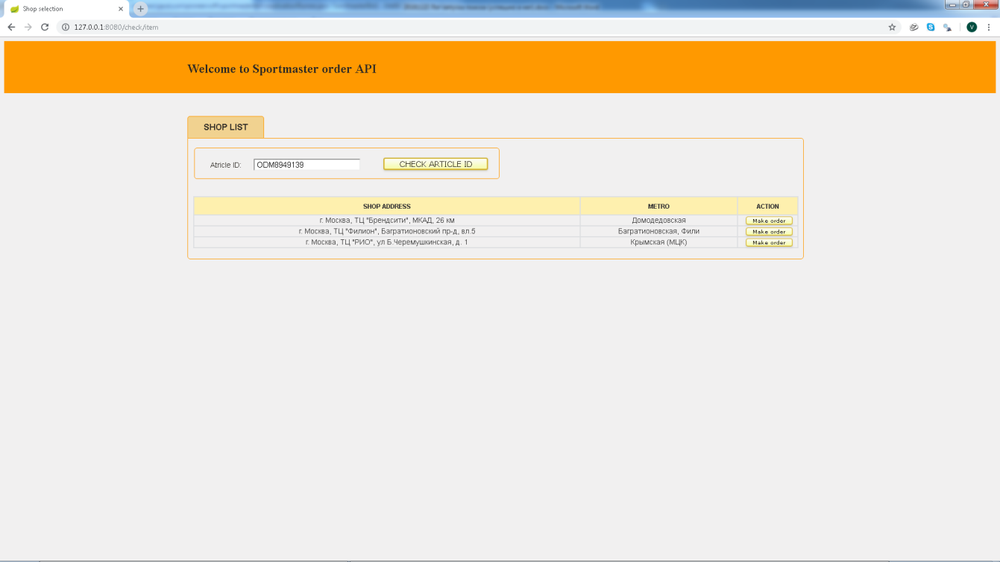 Shop selection
127.0.0.1:8080/check/item
V
Welcome to Sportmaster order API
SHOP LIST
Atricle ID: ODM8949139 CHECK ARTICLE ID
SHOP ADDRESS METRO ACTION
г. Москва, ТЦ "Брендсити", МКАД, 26 км Домодедовская Make order
г. Москва, ТЦ "Филион", Багратионовский пр-д, вл.5 Багратионовская, Фили Make order
г. Москва, ТЦ "РИО", ул Б.Черемушкинская, д. 1 Крымская (МЦК) Make order